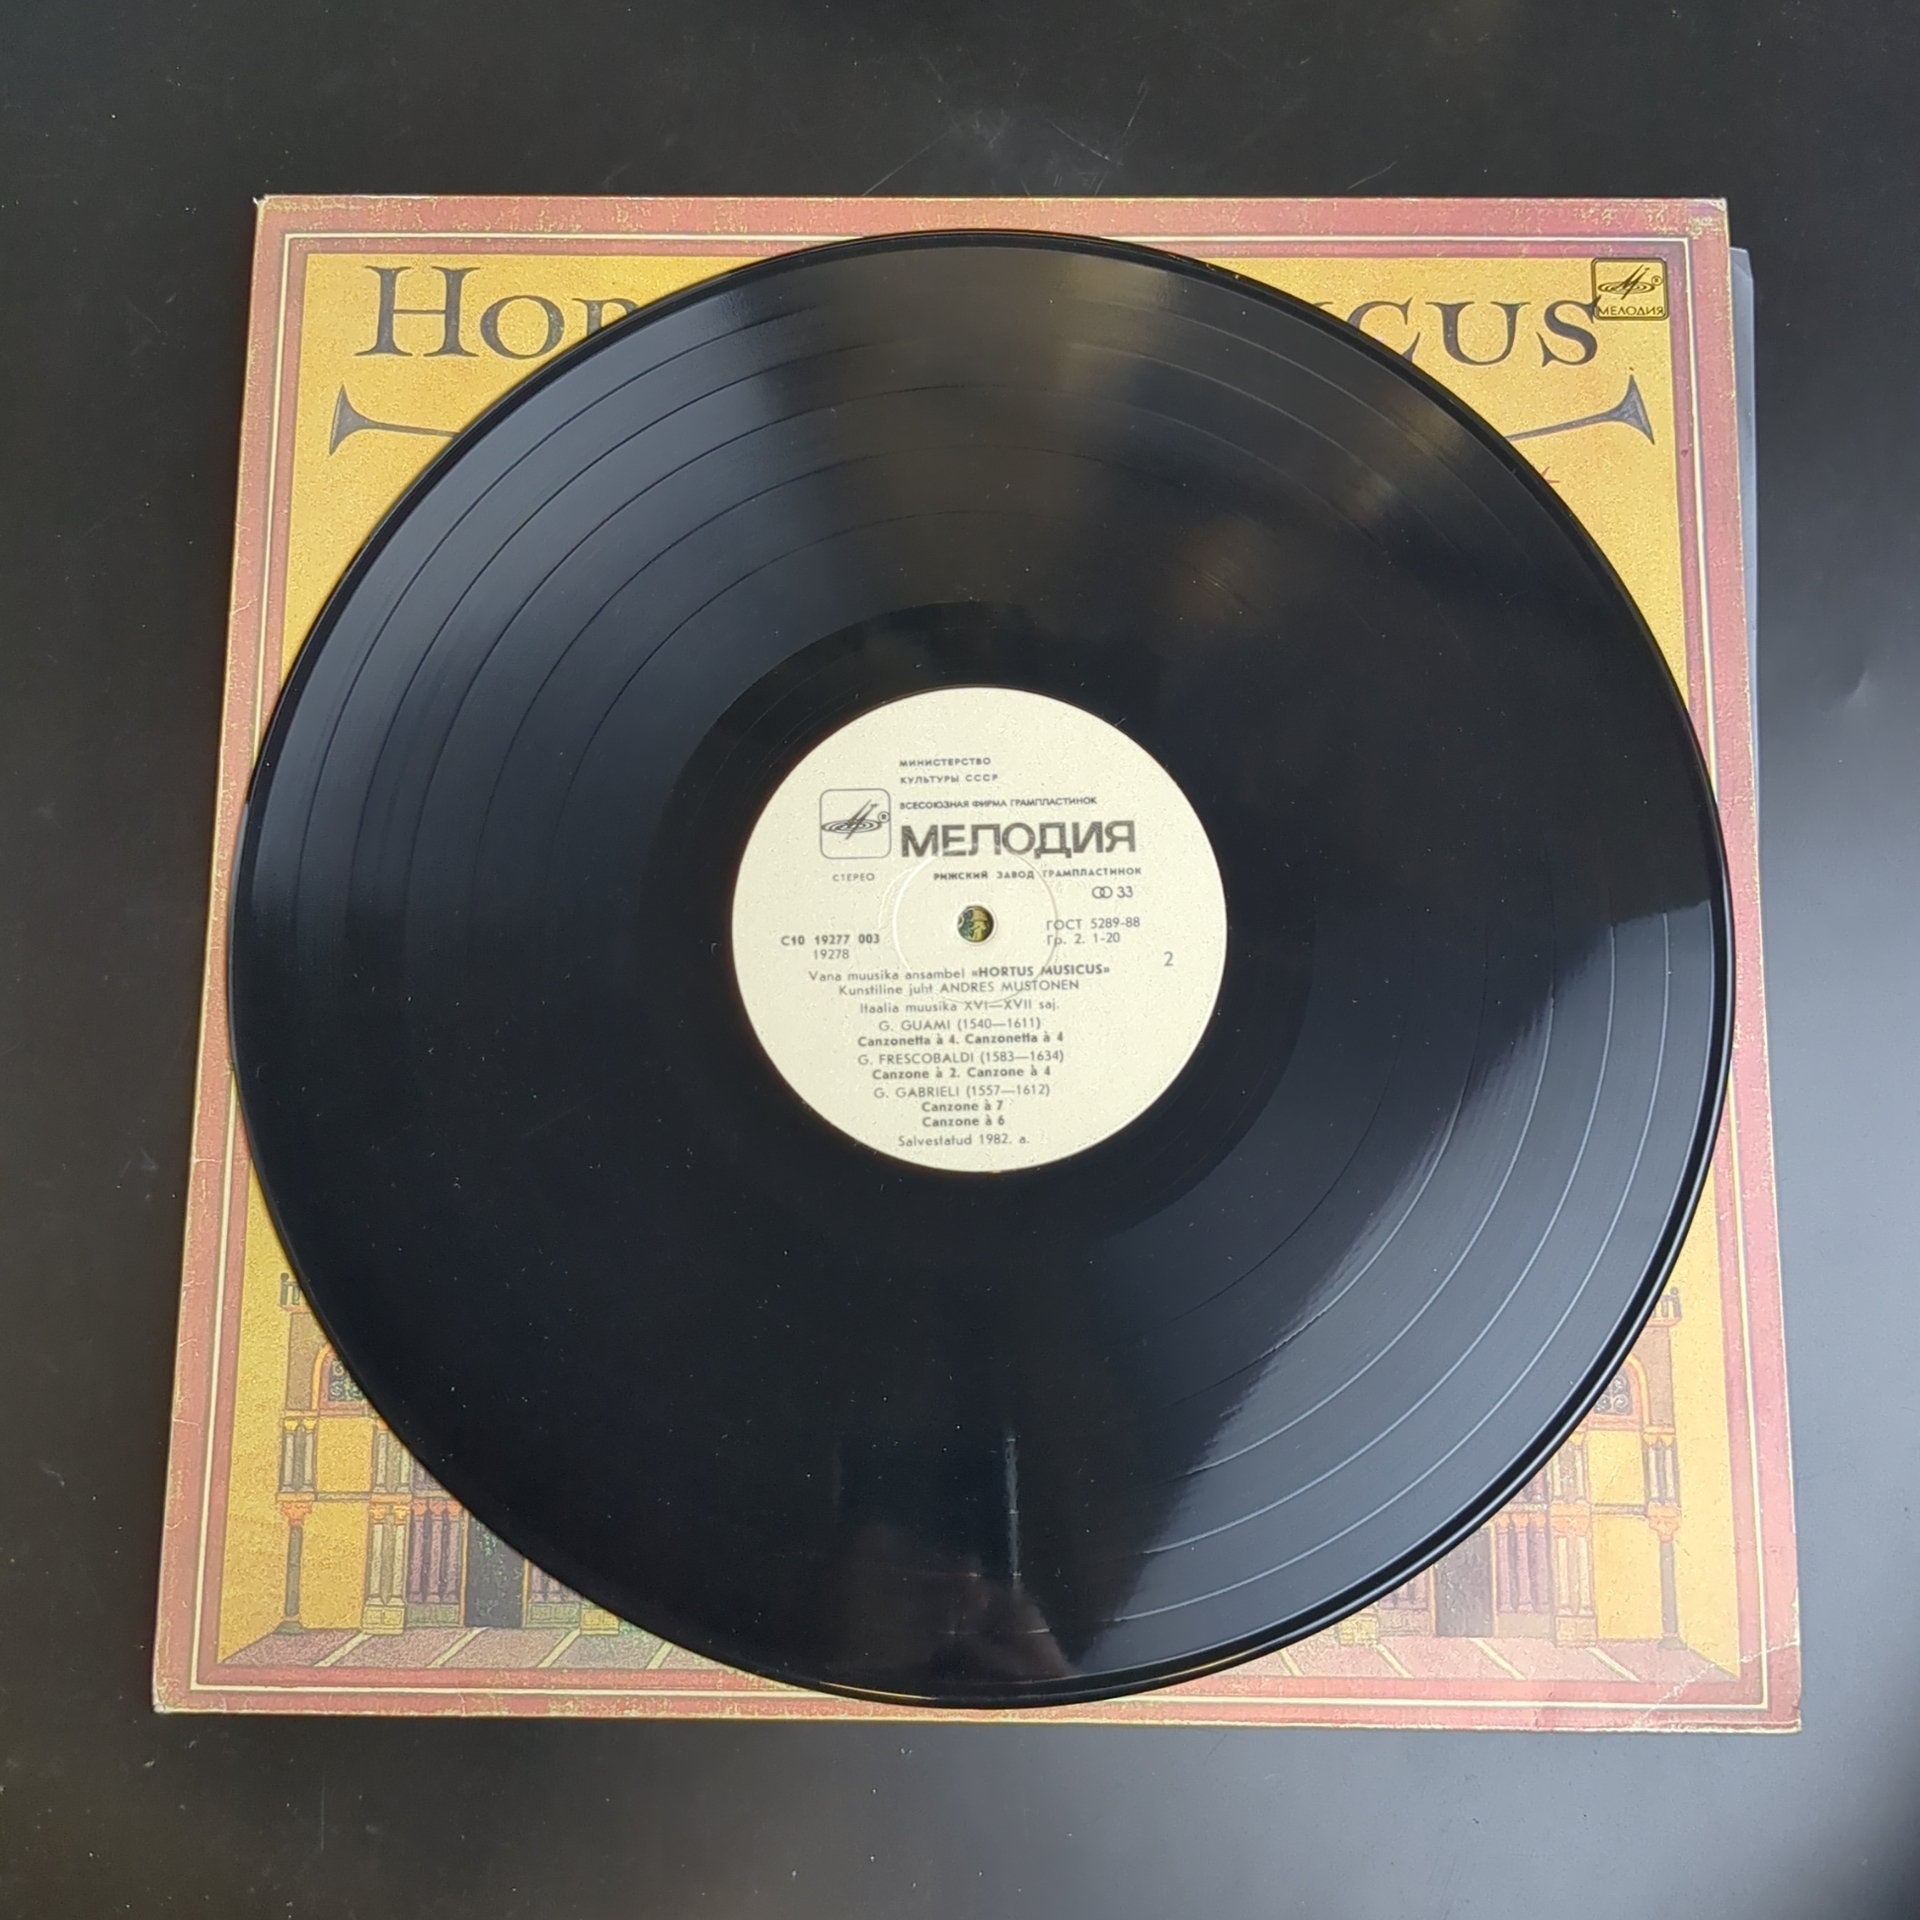 HOR
ICUS
МЕЛОДИЯ
МИНИСТЕРСТВО
КУЛЬТУРЫ СССР
ВСЕСОЮЗНАЯ ФИРМА ГРАМПЛАСТИНОК
МЕЛОДИЯ
СТЕРЕО РИЖСКИЙ ЗАВОД ГРАМПЛАСТИНОК
33
ГОСТ 5289-88
С10 19277 003 Гр. 2. 1-20
19278 2
Vana muusika ansambel «HORTUS MUSICUS»
Kunstiline juht ANDRES MUSTONEN
Itaalia muusika XVI—XVII saj.
G. GUAMI (1540—1611)
Canzonetta à 4. Canzonetta à 4
G. FRESCOBALDI (1583—1634)
Canzone à 2. Canzone à 4
G. GABRIELI (1557—1612)
Canzone à 7
Canzone à 6
Salvestatud 1982. a.